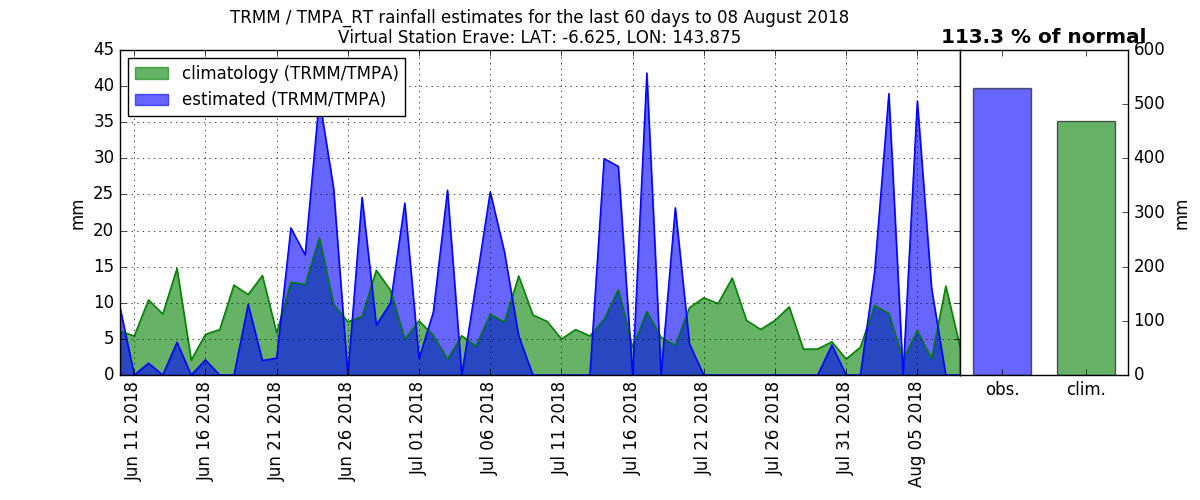 TRMM / TMPA_RT rainfall estimates for the last 60 days to 08 August 2018
Virtual Station Erave: LAT: -6.625, LON: 143.875
113.3 % of normal
climatology (TRMM/TMPA)
estimated (TRMM/TMPA)
45
40
35
30
25
20
15
10
5
0
mm
Jun 11 2018
Jun 16 2018
Jun 21 2018
Jun 26 2018
Jul 01 2018
Jul 06 2018
Jul 11 2018
Jul 16 2018
Jul 21 2018
Jul 26 2018
Jul 31 2018
Aug 05 2018
600
500
400
300
200
100
0
mm
obs.
clim.